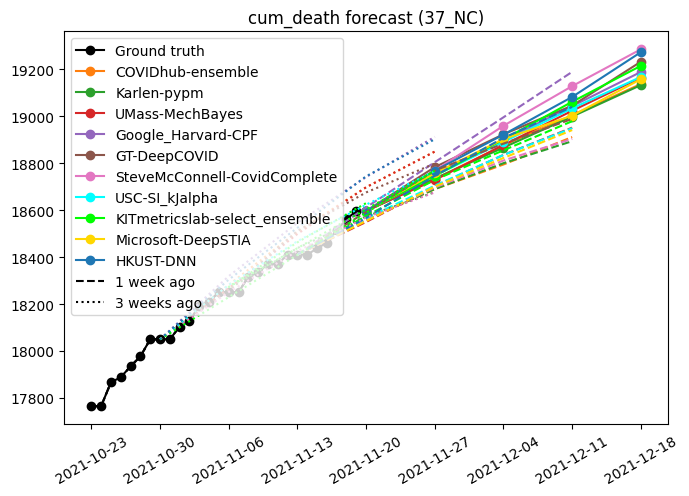 cum_death forecast (37_NC)
Ground truth
COVIDhub-ensemble
Karlen-pypm
UMass-MechBayes
Google_Harvard-CPF
GT-DeepCOVID
SteveMcConnell-CovidComplete
USC-SI_kJalpha
KITmetricslab-select_ensemble
Microsoft-DeepSTIA
HKUST-DNN
1 week ago
3 weeks ago
19200
19000
18800
18600
18400
18200
18000
17800
2021-10-23
2021-10-30
2021-11-06
2021-11-13
2021-11-20
2021-11-27
2021-12-04
2021-12-11
2021-12-18